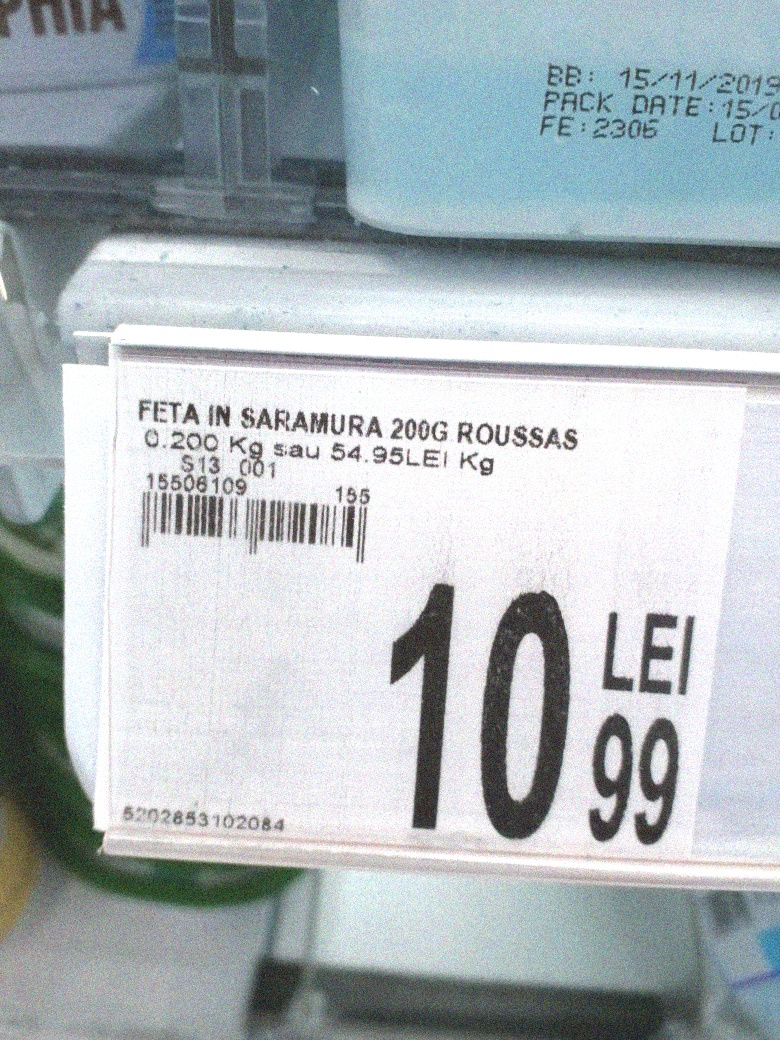 PHIA
BB: 15/11/2019
PACK DATE:15/0
FE:2306 LOT:
FETA IN SARAMURA 200G ROUSSAS
0.200 Kg sau 54.95LEI Kg
S13 001
15506109 155
10 LEI
99
5202853102084